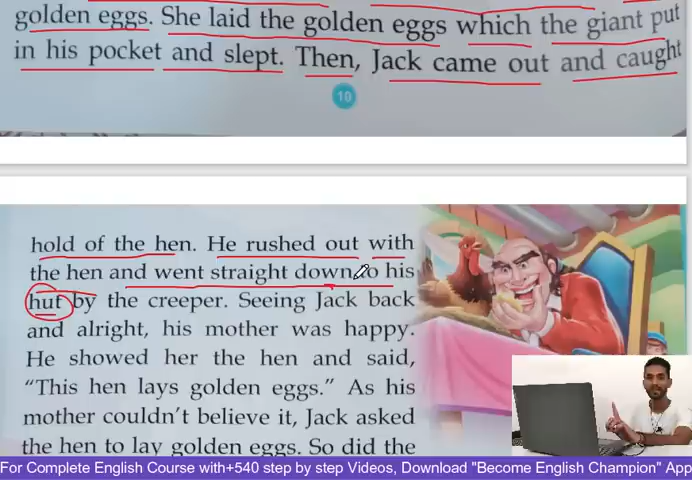 golden eggs. She laid the golden eggs which the giant put
in his pocket and slept. Then, Jack came out and caught
10
hold of the hen. He rushed out with
the hen and went straight down to his
hut by the creeper. Seeing Jack back
and alright, his mother was happy.
He showed her the hen and said,
“This hen lays golden eggs.” As his
mother couldn’t believe it, Jack asked
the hen to lay golden eggs. So did the
For Complete English Course with+540 step by step Videos, Download "Become English Champion" App